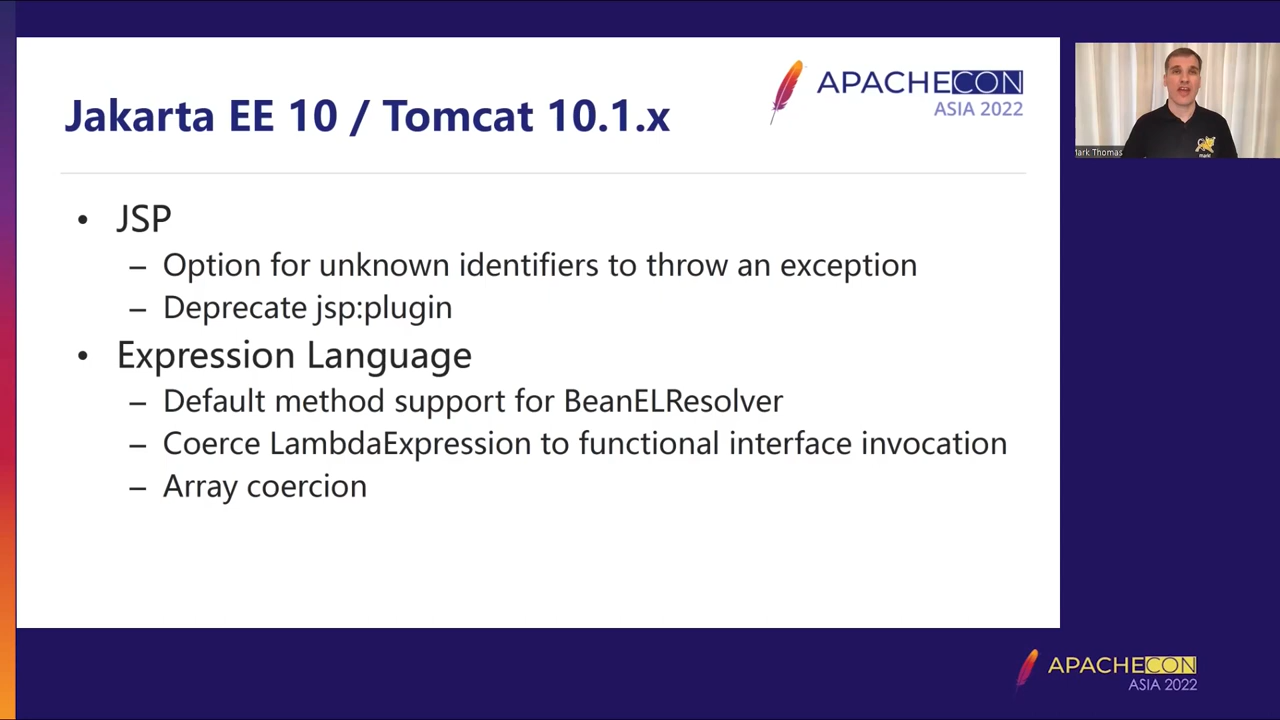 Jakarta EE 10 / Tomcat 10.1.x
APACHECON
ASIA 2022
• JSP
– Option for unknown identifiers to throw an exception
– Deprecate jsp:plugin
• Expression Language
– Default method support for BeanELResolver
– Coerce LambdaExpression to functional interface invocation
– Array coercion
Mark Thomas
APACHECON
ASIA 2022